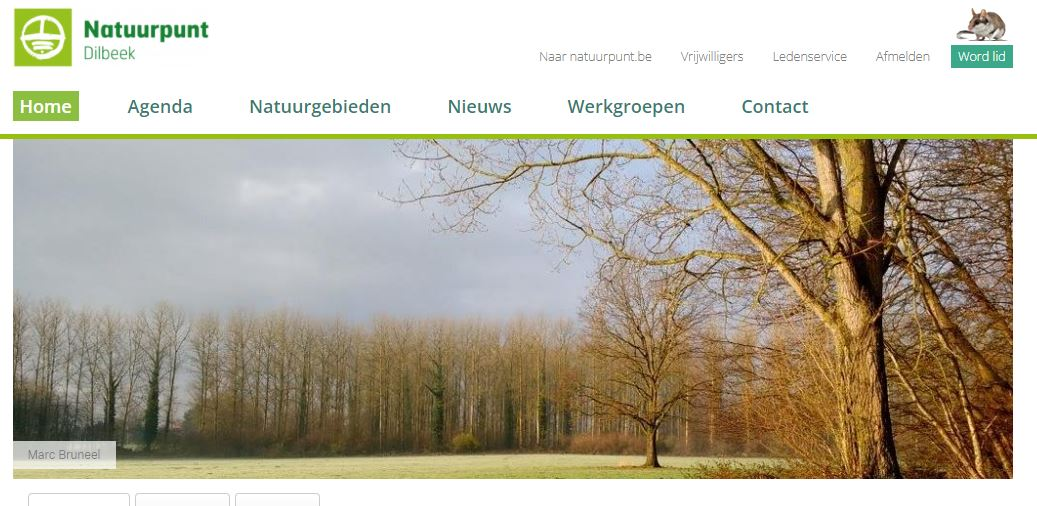 Natuurpunt
Dilbeek
Naar natuurpunt.be Vrijwilligers Ledenservice Afmelden Word lid
Home Agenda Natuurgebieden Nieuws Werkgroepen Contact
Marc Bruneel